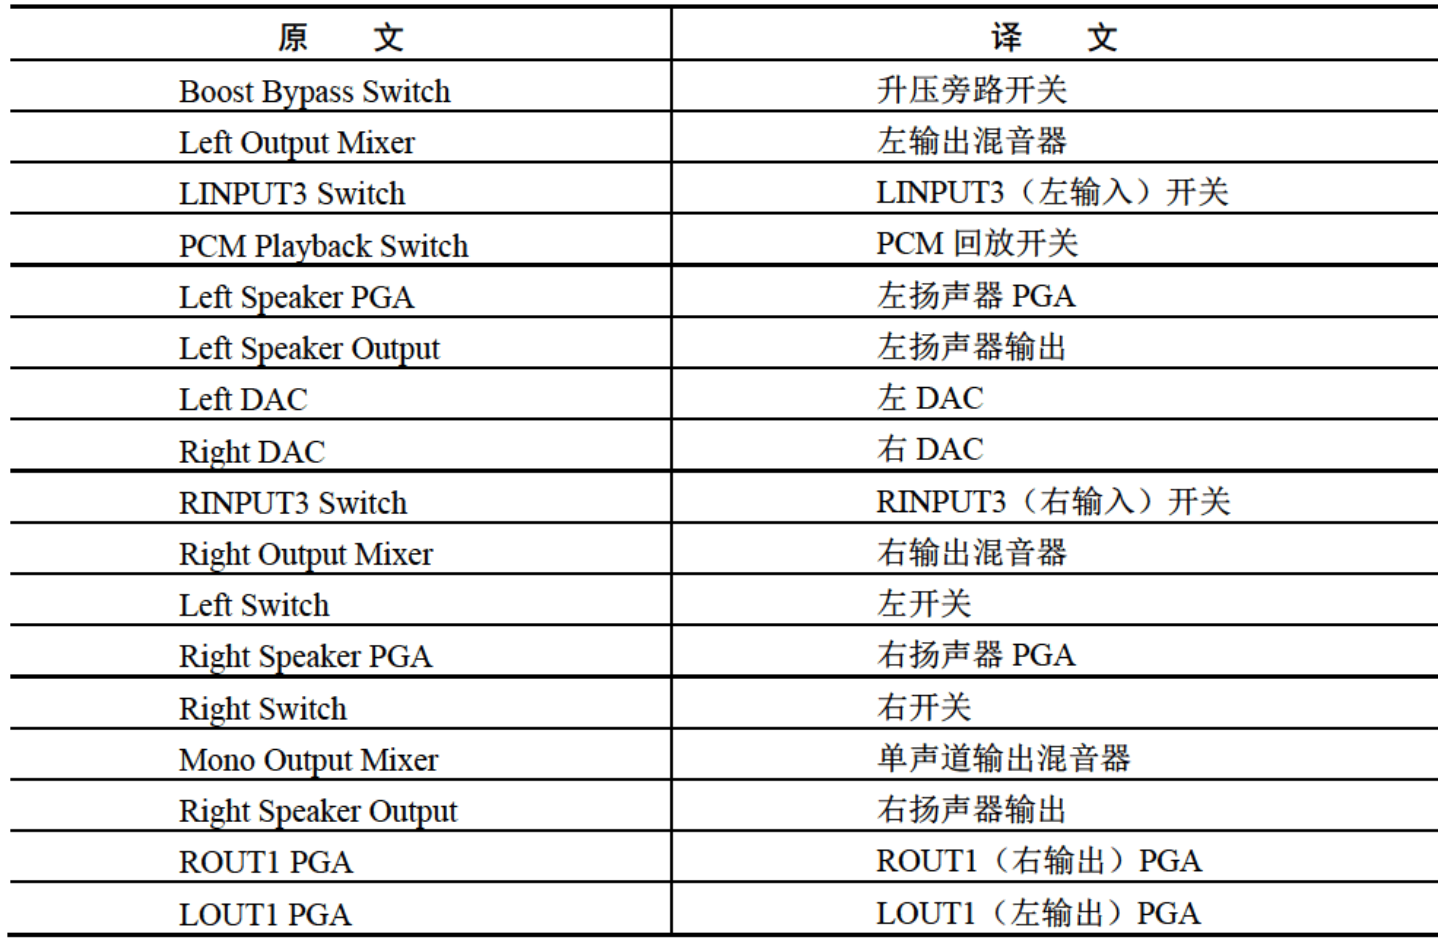 原 文 译 文
Boost Bypass Switch 升压旁路开关
Left Output Mixer 左输出混音器
LINPUT3 Switch LINPUT3（左输入）开关
PCM Playback Switch PCM 回放开关
Left Speaker PGA 左扬声器 PGA
Left Speaker Output 左扬声器输出
Left DAC 左 DAC
Right DAC 右 DAC
RINPUT3 Switch RINPUT3（右输入）开关
Right Output Mixer 右输出混音器
Left Switch 左开关
Right Speaker PGA 右扬声器 PGA
Right Switch 右开关
Mono Output Mixer 单声道输出混音器
Right Speaker Output 右扬声器输出
ROUT1 PGA ROUT1（右输出）PGA
LOUT1 PGA LOUT1（左输出）PGA